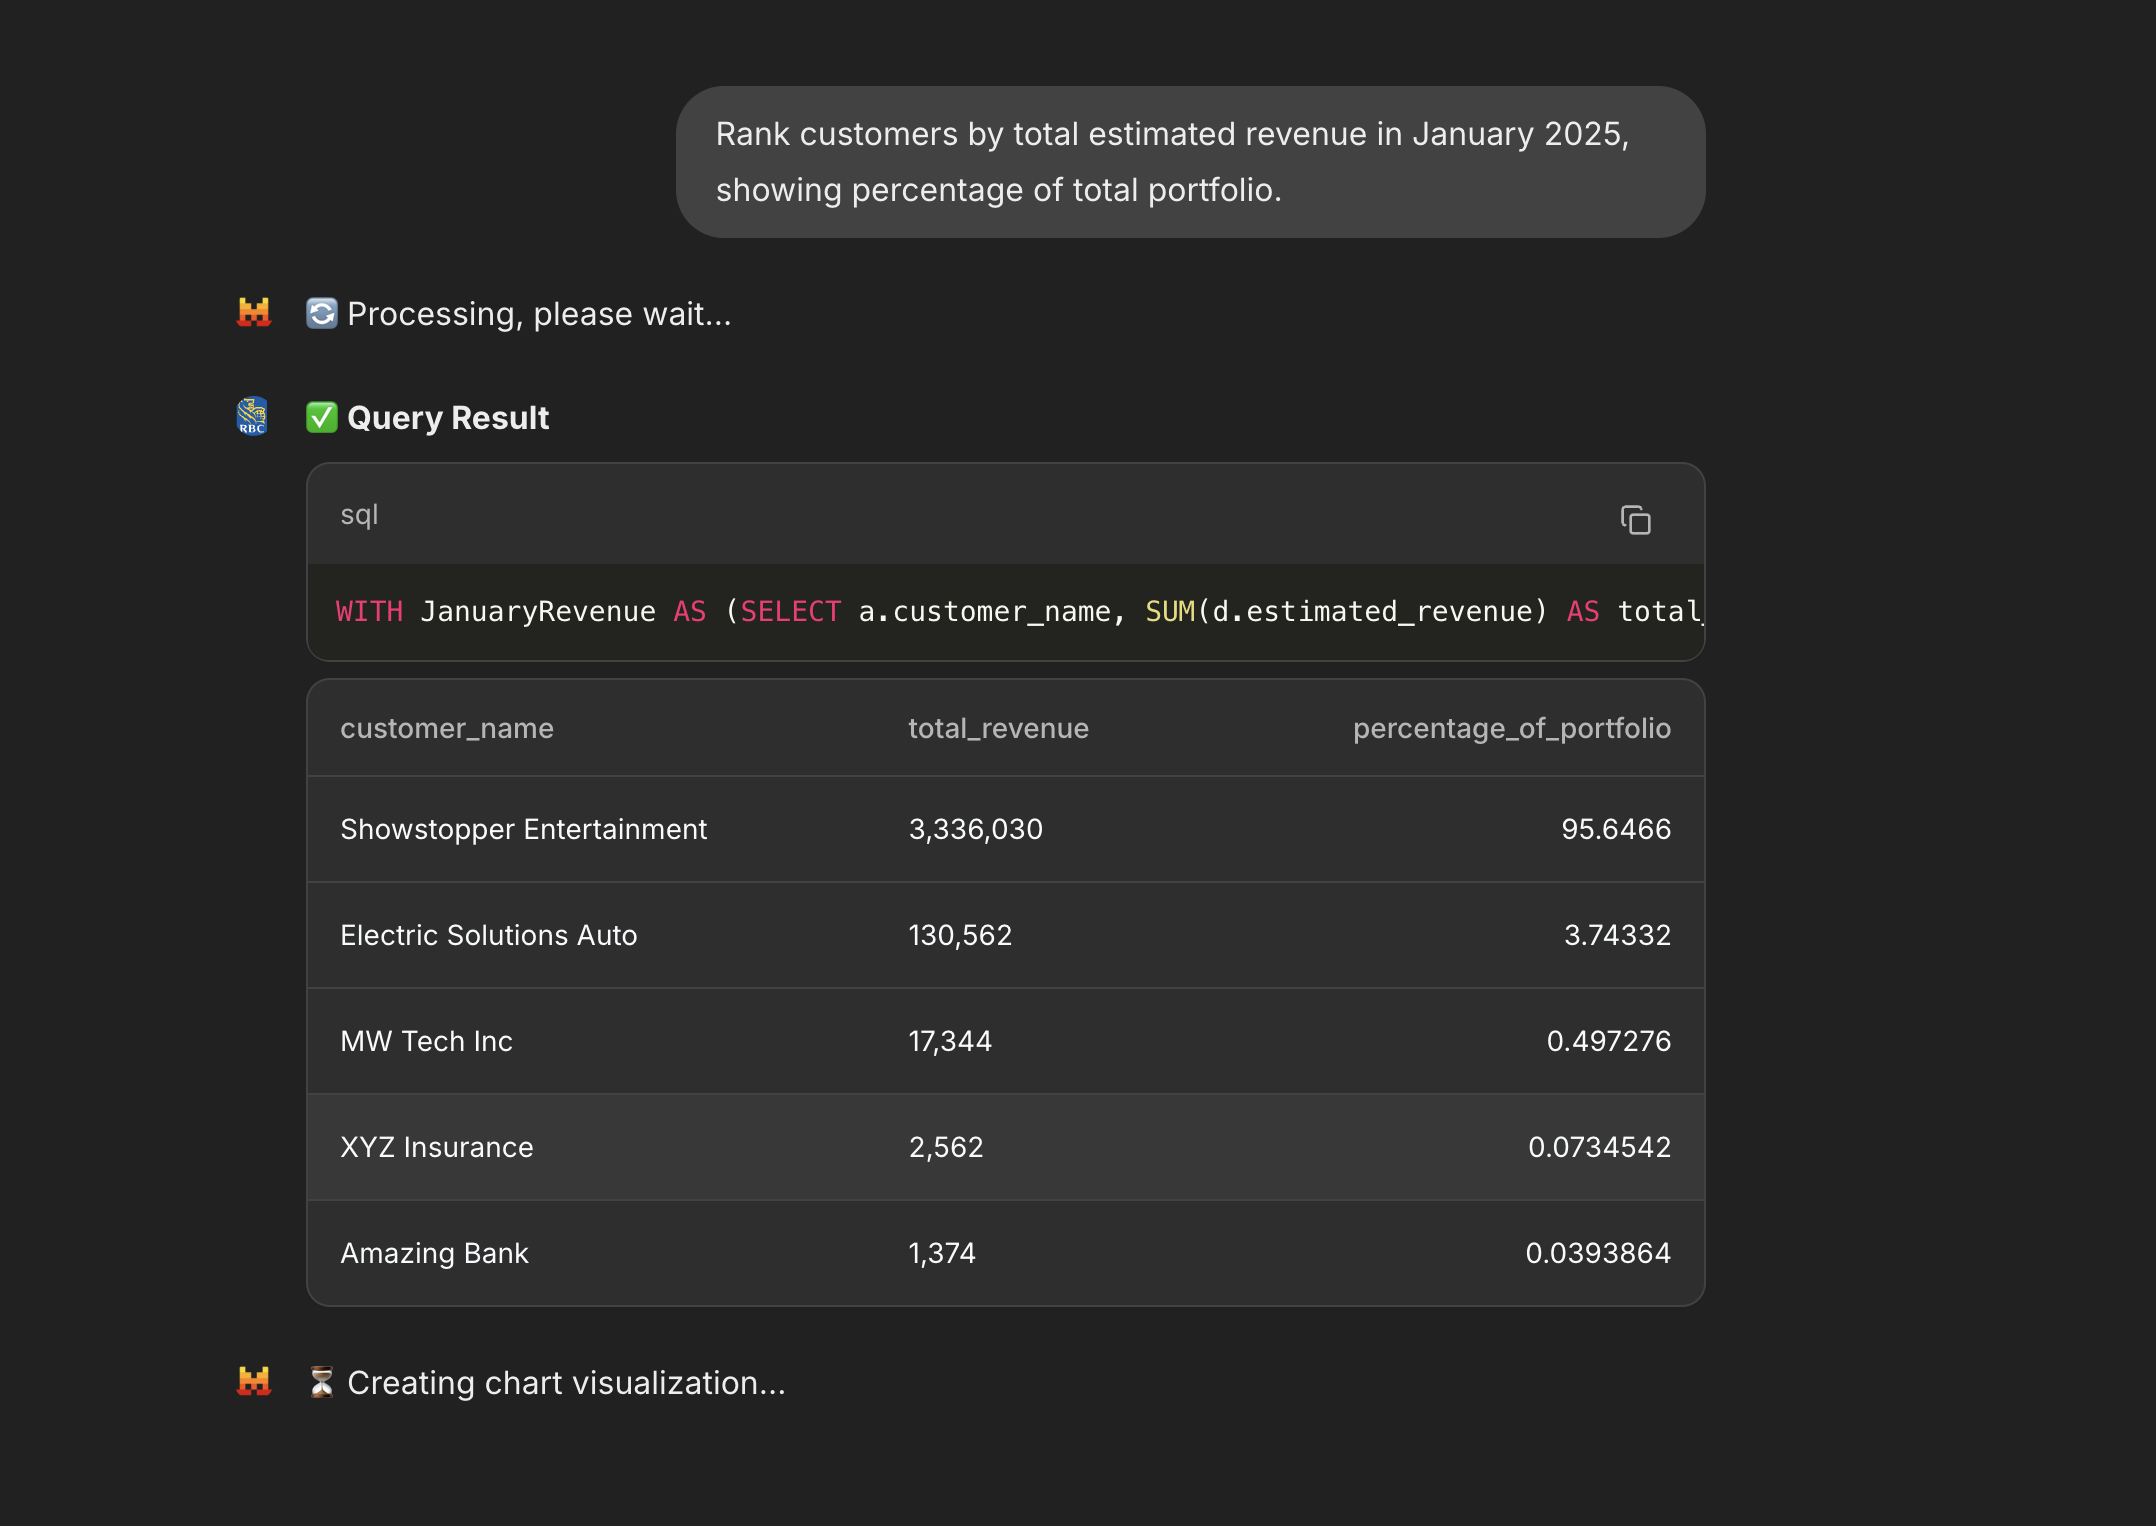 Rank customers by total estimated revenue in January 2025,
showing percentage of total portfolio.
Processing, please wait...
RBC
Query Result
sql
WITH JanuaryRevenue AS (SELECT a.customer_name, SUM(d.estimated_revenue) AS total_
customer_name total_revenue percentage_of_portfolio
Showstopper Entertainment 3,336,030 95.6466
Electric Solutions Auto 130,562 3.74332
MW Tech Inc 17,344 0.497276
XYZ Insurance 2,562 0.0734542
Amazing Bank 1,374 0.0393864
Creating chart visualization...